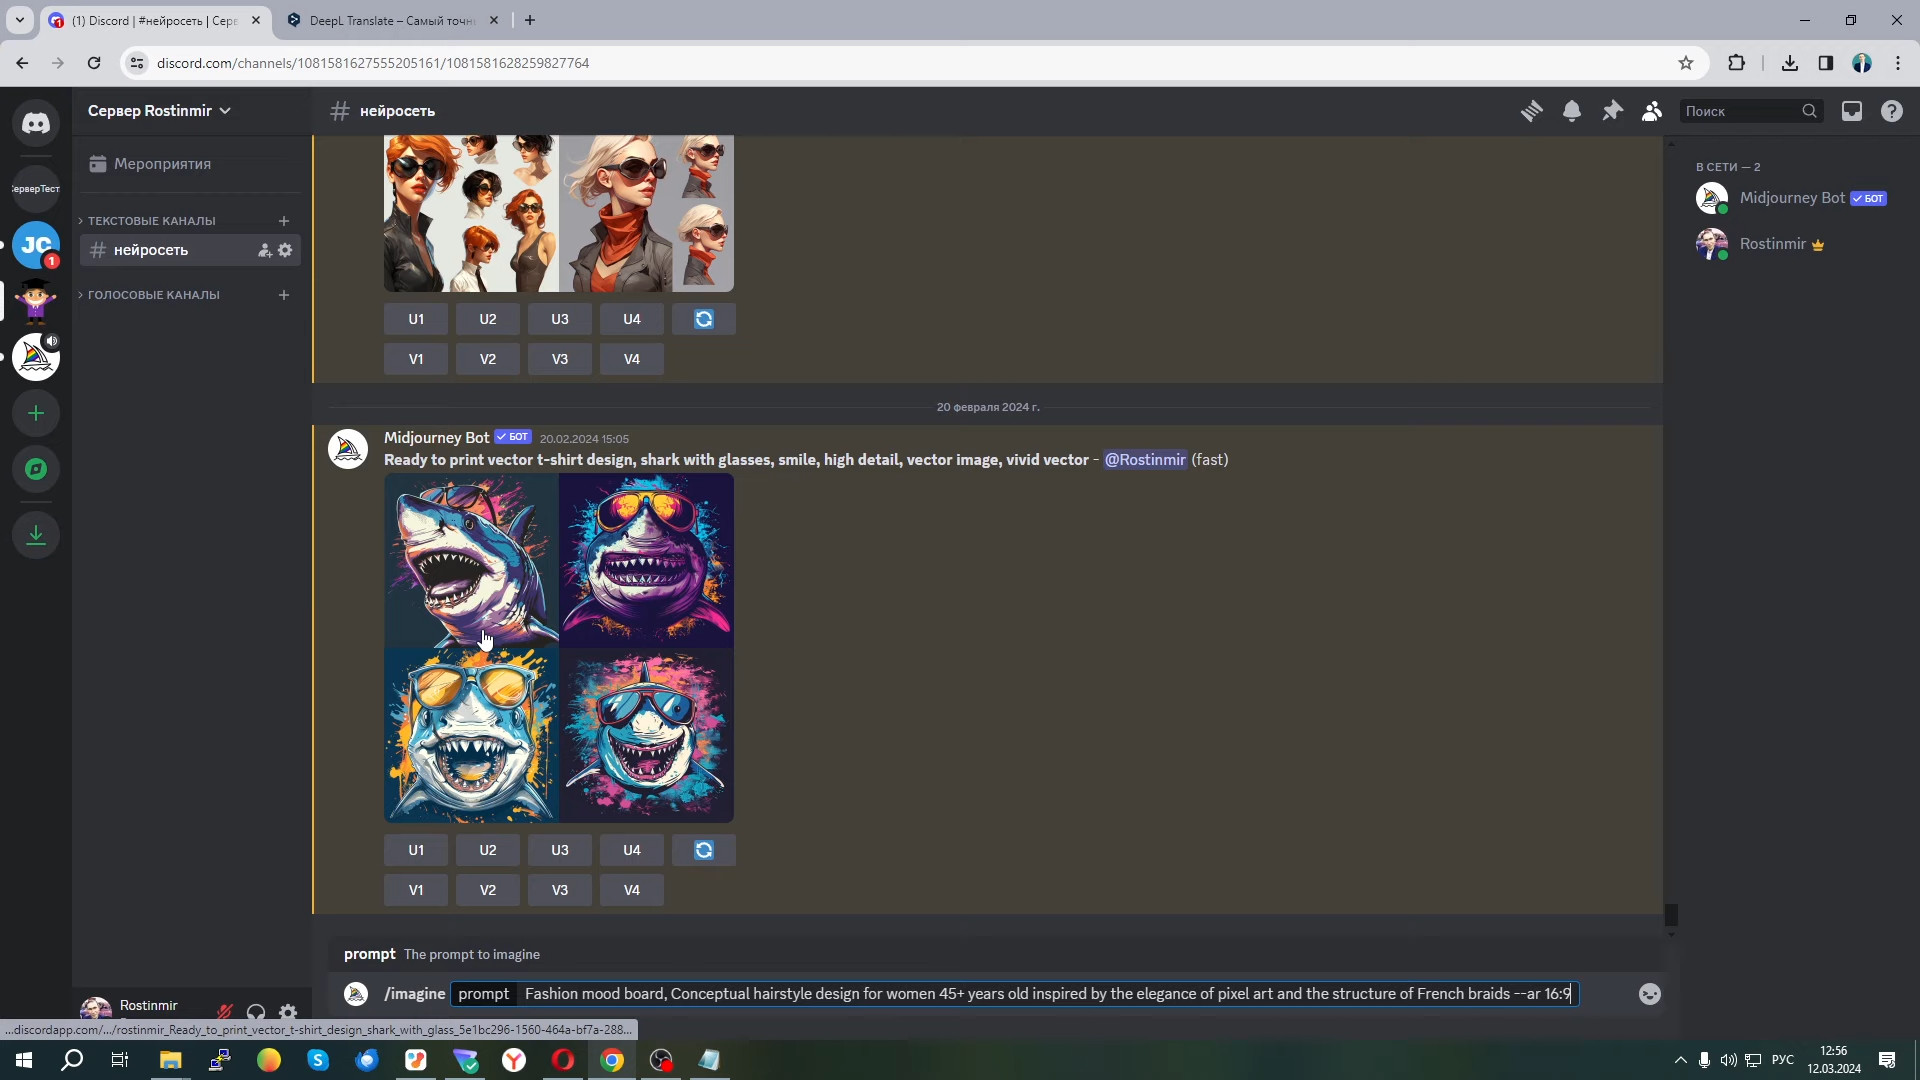 (1) Discord | #нейросеть | Серв
DeepL Translate – Самый точн
discord.com/channels/1081581627555205161/1081581628259827764
Сервер Rostinmir
нейросеть
Поиск
Мероприятия
ТЕКСТОВЫЕ КАНАЛЫ
нейросеть
ГОЛОСОВЫЕ КАНАЛЫ
JC
1
В СЕТИ — 2
Midjourney Bot БОТ
Rostinmir
U1 U2 U3 U4
V1 V2 V3 V4
20 февраля 2024 г.
Midjourney Bot БОТ 20.02.2024 15:05
Ready to print vector t-shirt design, shark with glasses, smile, high detail, vector image, vivid vector - @Rostinmir (fast)
U1 U2 U3 U4
V1 V2 V3 V4
prompt The prompt to imagine
/imagine prompt Fashion mood board, Conceptual hairstyle design for women 45+ years old inspired by the elegance of pixel art and the structure of French braids --ar 16:9
Rostinmir
...discordapp.com/.../rostinmir_Ready_to_print_vector_t-shirt_design_shark_with_glass_5e1bc296-1560-464a-bf7a-288...
РУС
12:56
12.03.2024